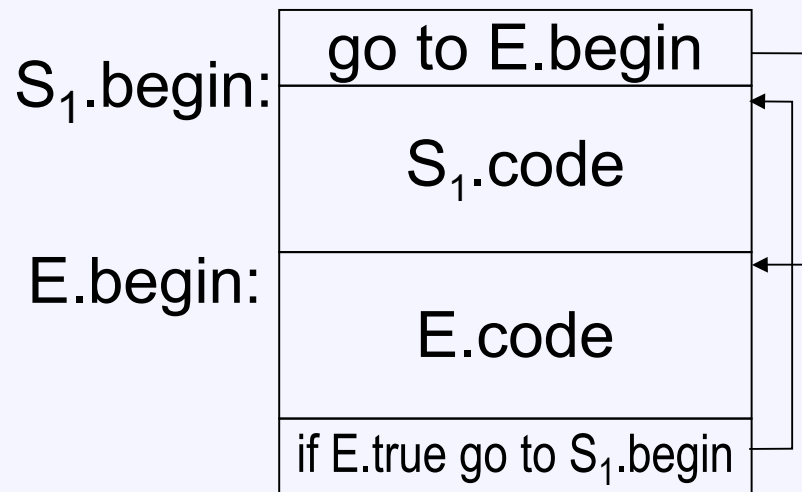 go to E.begin
S₁.begin:
S₁.code
E.begin:
E.code
if E.true go to S₁.begin